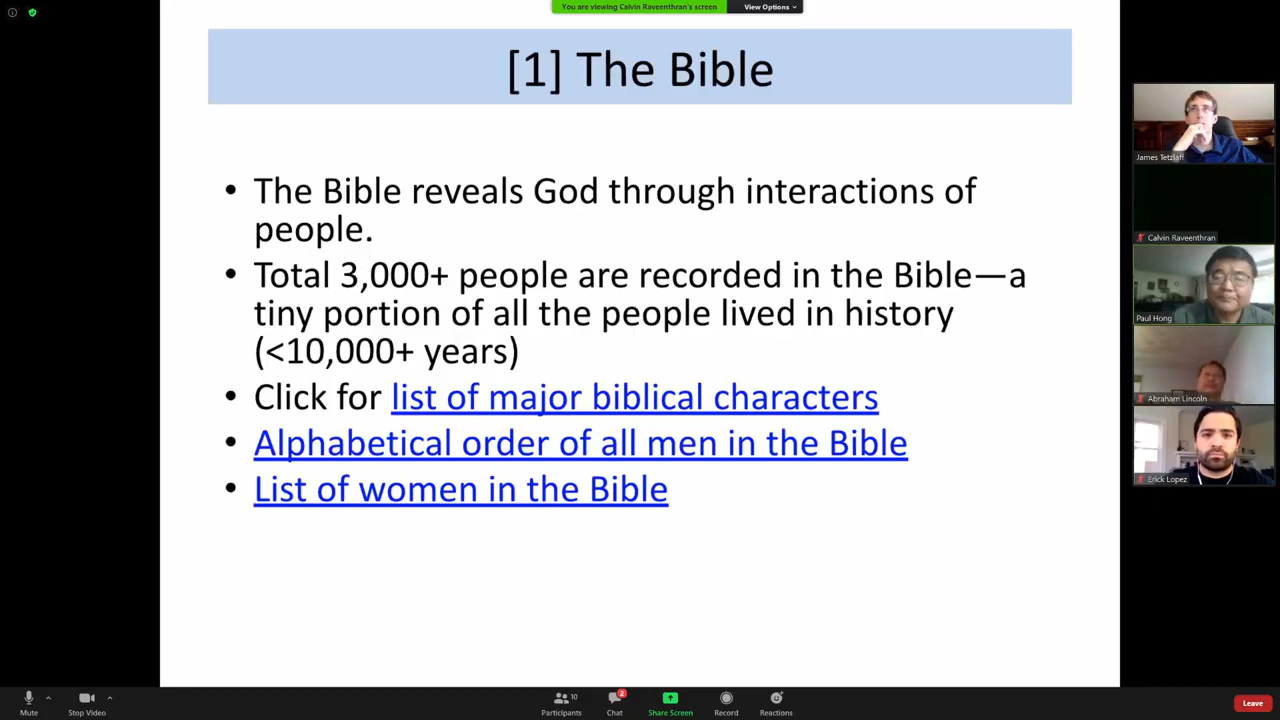 You are viewing Calvin Raveenthran's screen
View Options
[1] The Bible
• The Bible reveals God through interactions of
people.
• Total 3,000+ people are recorded in the Bible—a
tiny portion of all the people lived in history
(<10,000+ years)
• Click for list of major biblical characters
• Alphabetical order of all men in the Bible
• List of women in the Bible
James Tetzlaff
Calvin Raveenthran
Paul Hong
Abraham Lincoln
Erick Lopez
Mute
Stop Video
10
Participants
2
Chat
Share Screen
Record
Reactions
Leave